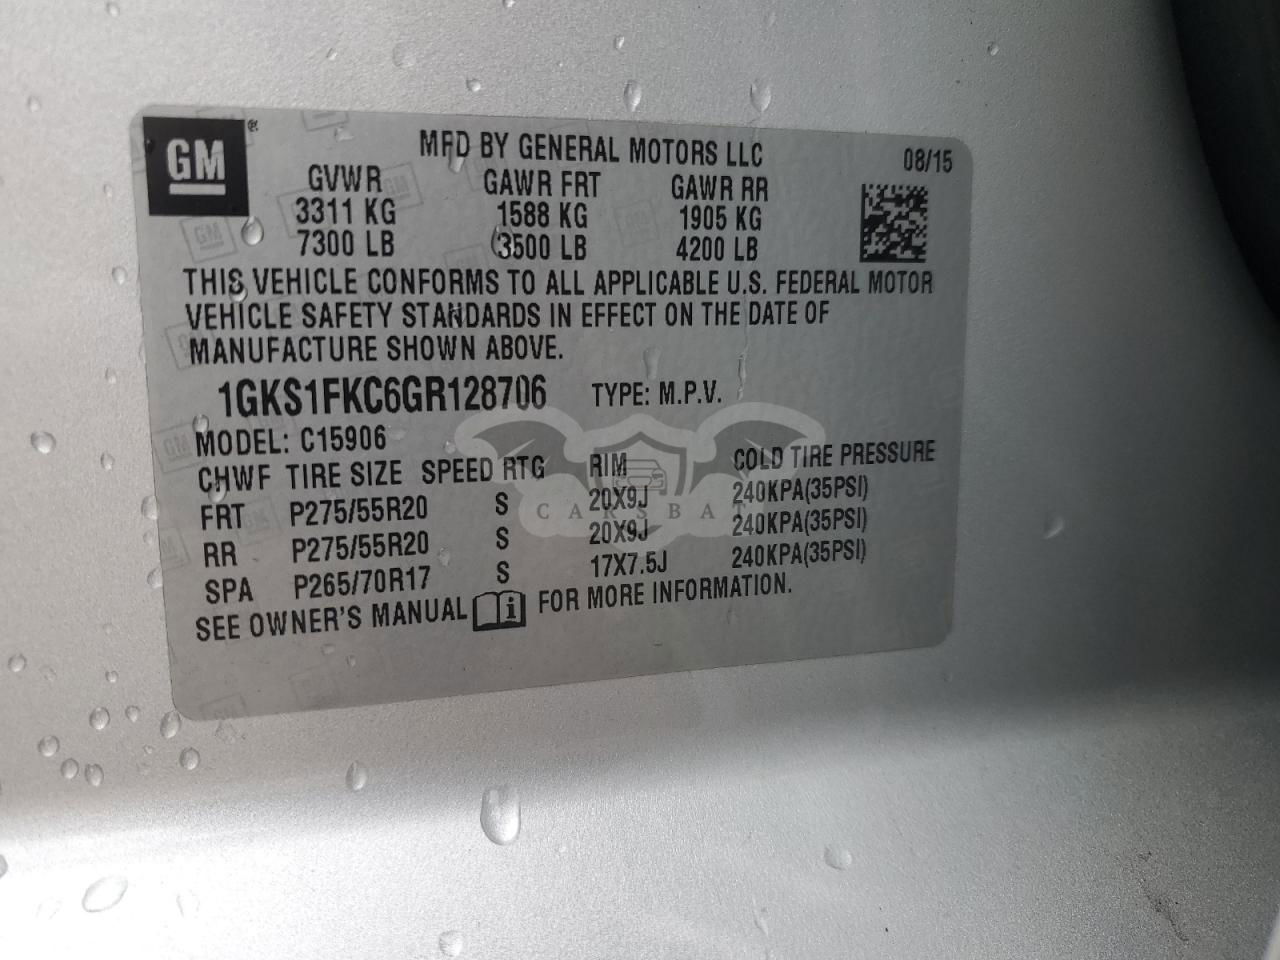 GM®
MFD BY GENERAL MOTORS LLC 08/15
GVWR GAWR FRT GAWR RR
3311 KG 1588 KG 1905 KG
7300 LB 3500 LB 4200 LB
THIS VEHICLE CONFORMS TO ALL APPLICABLE U.S. FEDERAL MOTOR
VEHICLE SAFETY STANDARDS IN EFFECT ON THE DATE OF
MANUFACTURE SHOWN ABOVE.
1GKS1FKC6GR128706 TYPE: M.P.V.
MODEL: C15906
CHWF TIRE SIZE SPEED RTG RIM COLD TIRE PRESSURE
FRT P275/55R20 S 20X9J 240KPA(35PSI)
RR P275/55R20 S 20X9J 240KPA(35PSI)
SPA P265/70R17 S 17X7.5J 240KPA(35PSI)
SEE OWNER'S MANUAL i FOR MORE INFORMATION.
CARSBAT